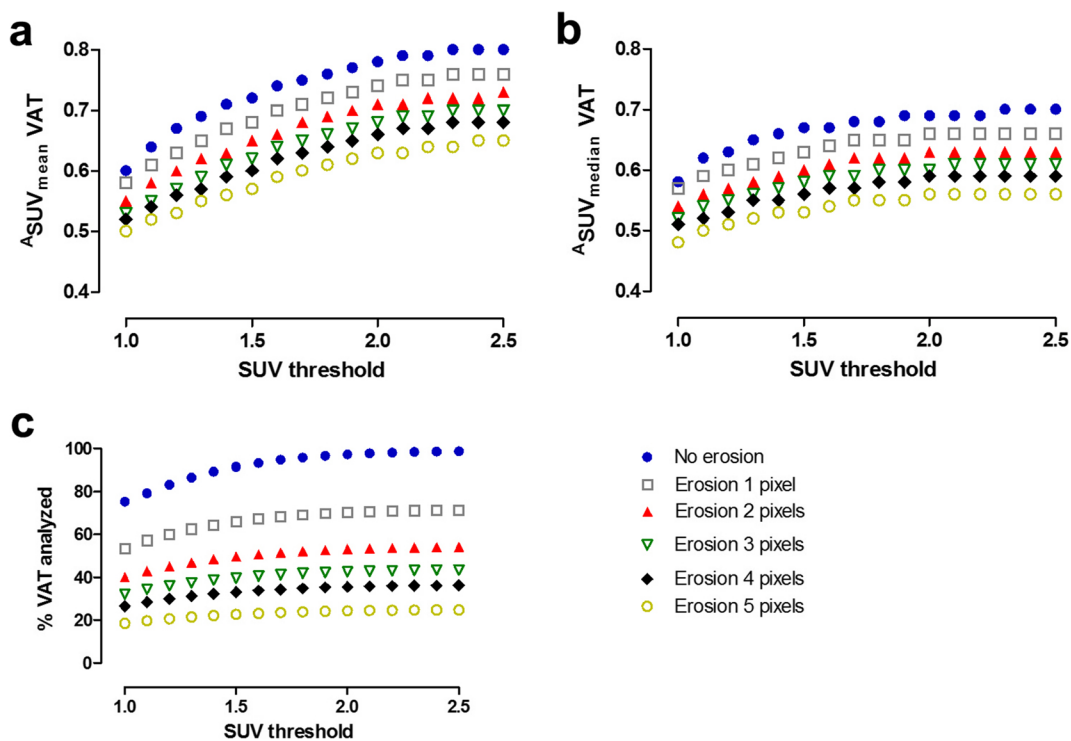 a
ᴬSUVmean VAT
0.8
0.7
0.6
0.5
0.4
1.0 1.5 2.0 2.5
SUV threshold
b
ᴬSUVmedian VAT
0.8
0.7
0.6
0.5
0.4
1.0 1.5 2.0 2.5
SUV threshold
c
% VAT analyzed
100
80
60
40
20
0
1.0 1.5 2.0 2.5
SUV threshold
No erosion
Erosion 1 pixel
Erosion 2 pixels
Erosion 3 pixels
Erosion 4 pixels
Erosion 5 pixels